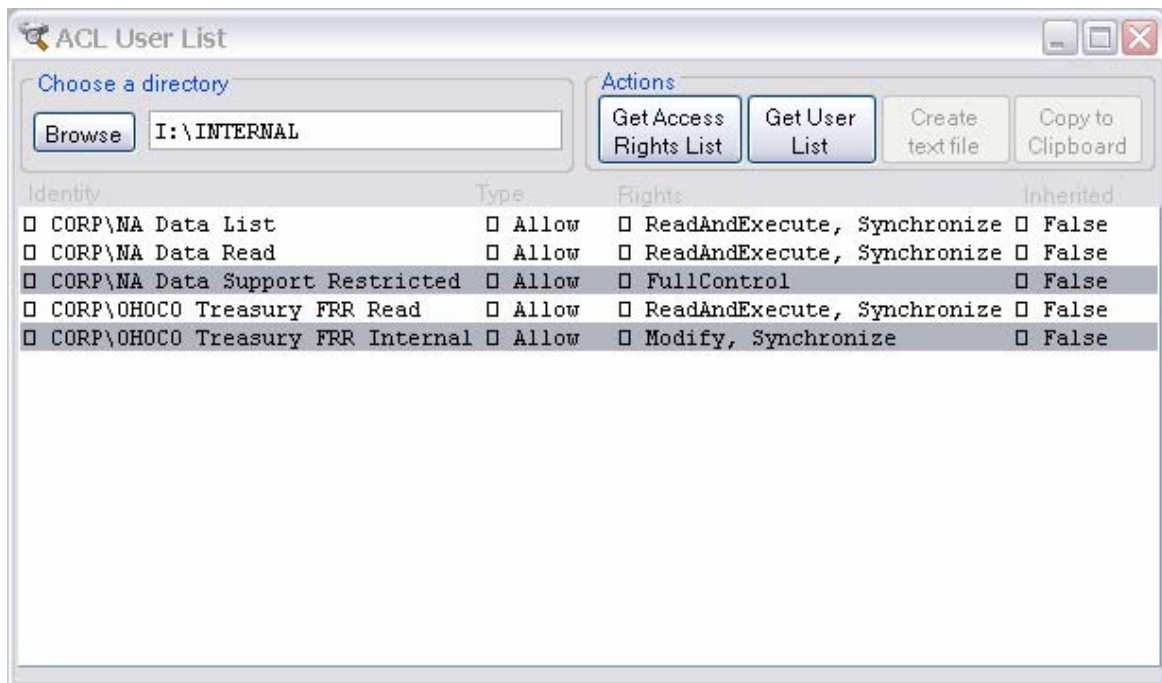 ACL User List
Choose a directory
Browse I:\INTERNAL
Actions
Get Access Rights List
Get User List
Create text file
Copy to Clipboard
Identity Type Rights Inherited
CORP\NA Data List Allow ReadAndExecute, Synchronize False
CORP\NA Data Read Allow ReadAndExecute, Synchronize False
CORP\NA Data Support Restricted Allow FullControl False
CORP\OHOCO Treasury FRR Read Allow ReadAndExecute, Synchronize False
CORP\OHOCO Treasury FRR Internal Allow Modify, Synchronize False